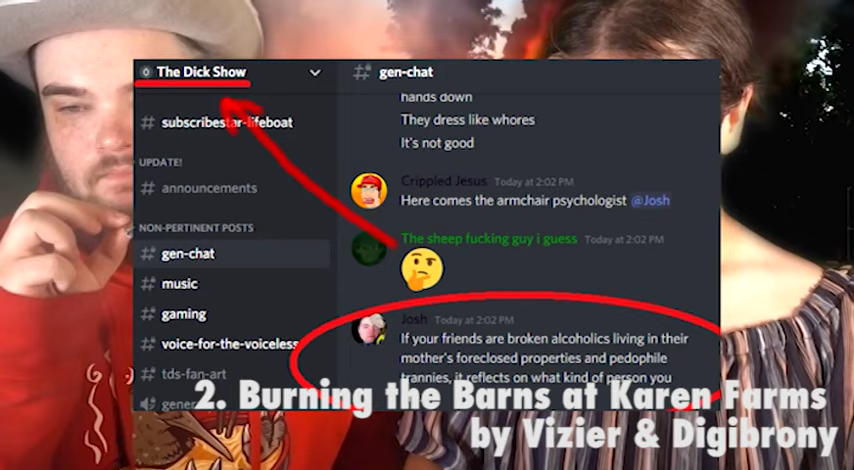 The Dick Show
# gen-chat
hands down
# subscribestar-lifeboat
They dress like whores
It's not good
UPDATE!
# announcements
Crippled Jesus Today at 2:02 PM
Here comes the armchair psychologist @Josh
NON-PERTINENT POSTS
# gen-chat
The sheep fucking guy i guess Today at 2:02 PM
# music
# gaming
Josh Today at 2:02 PM
# voice-for-the-voiceless
If your friends are broken alcoholics living in their
mother's foreclosed properties and pedophile
# tds-fan-art
trannies, it reflects on what kind of person you
gener
2. Burning the Barns at Karen Farms
by Vizier & Digibrony